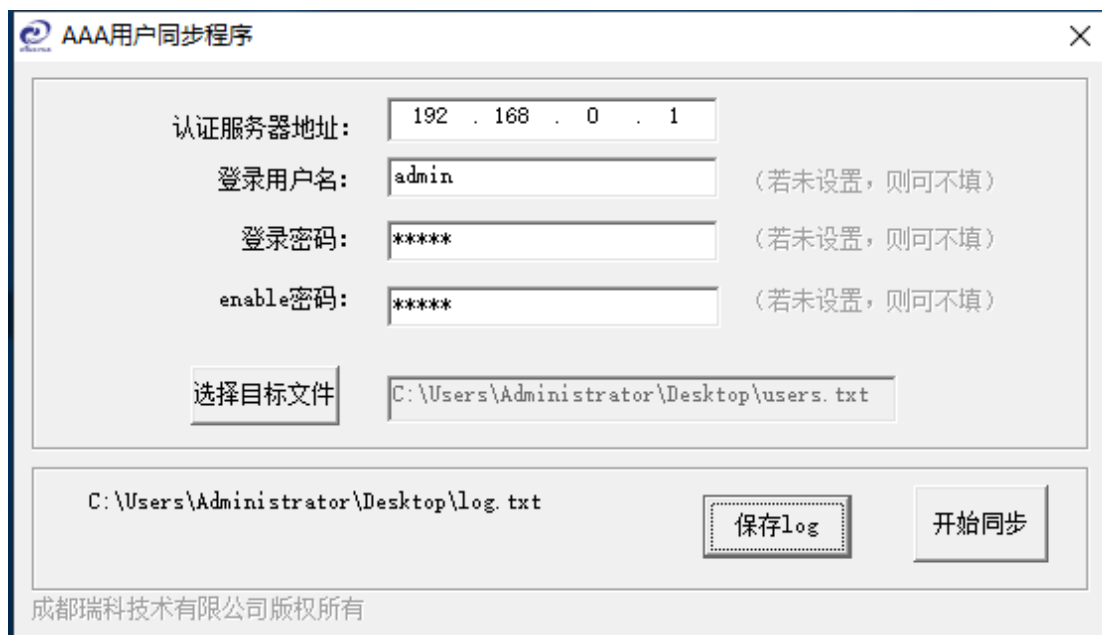 AAA用户同步程序
认证服务器地址: 192 . 168 . 0 . 1
登录用户名: admin (若未设置，则可不填)
登录密码: ***** (若未设置，则可不填)
enable密码: ***** (若未设置，则可不填)
选择目标文件 C:\Users\Administrator\Desktop\users.txt
C:\Users\Administrator\Desktop\log.txt 保存log 开始同步
成都瑞科技术有限公司版权所有